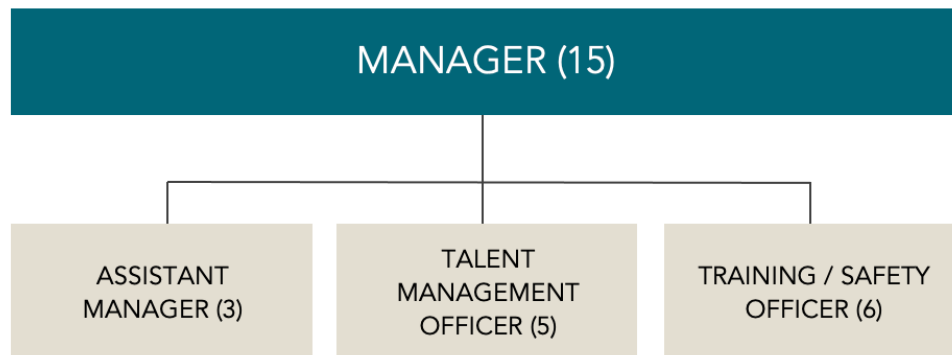 MANAGER (15)
ASSISTANT
MANAGER (3)
TALENT
MANAGEMENT
OFFICER (5)
TRAINING / SAFETY
OFFICER (6)